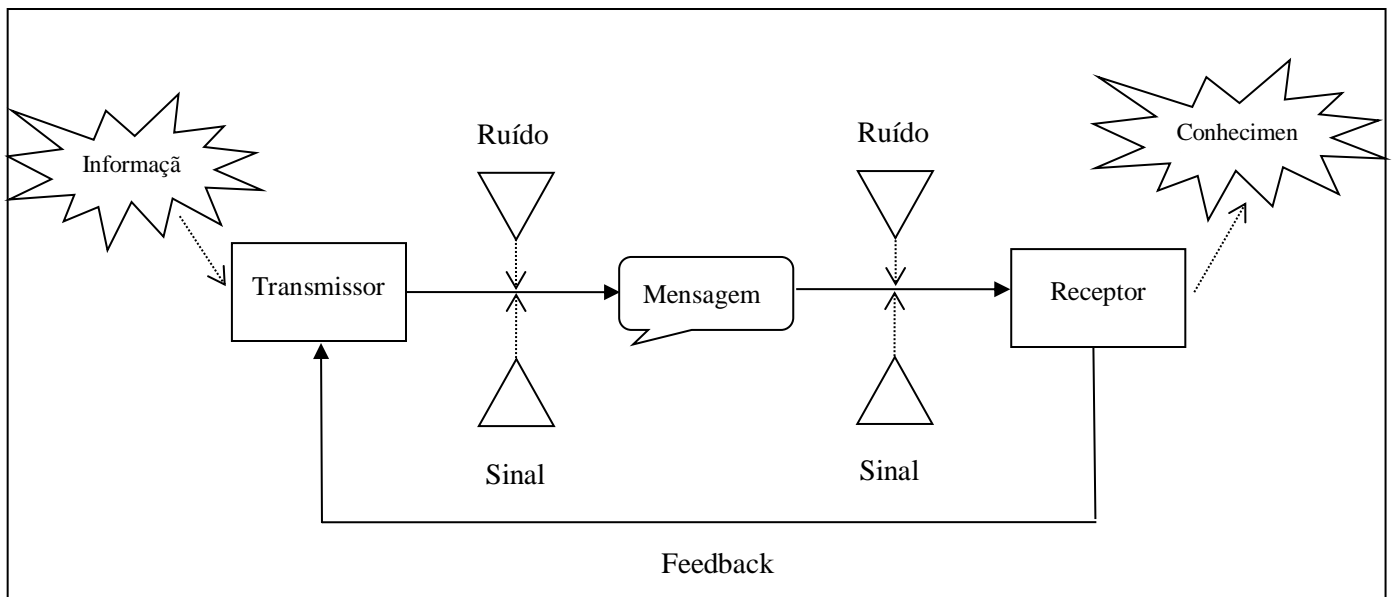 Informaçã
Ruído
Ruído
Conhecimen
Transmissor
Mensagem
Receptor
Sinal
Sinal
Feedback